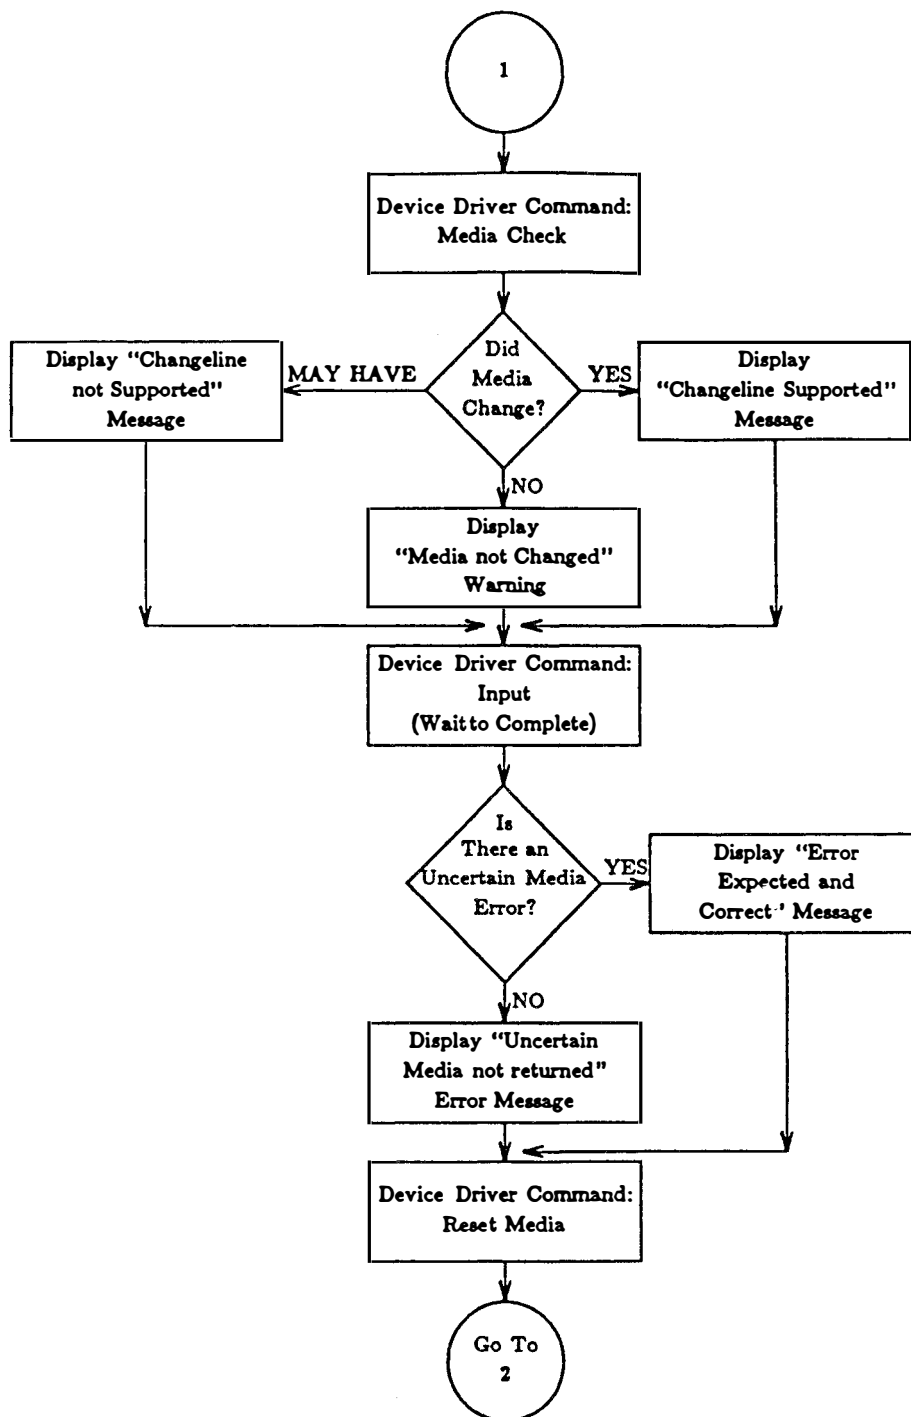 1
Device Driver Command:
Media Check
Did
Media
Change?
MAY HAVE
YES
Display “Changeline
not Supported”
Message
Display
“Changeline Supported”
Message
NO
Display
“Media not Changed”
Warning
Device Driver Command:
Input
(Wait to Complete)
Is
There an
Uncertain Media
Error?
YES
Display “Error
Expected and
Correct” Message
NO
Display “Uncertain
Media not returned”
Error Message
Device Driver Command:
Reset Media
Go To
2